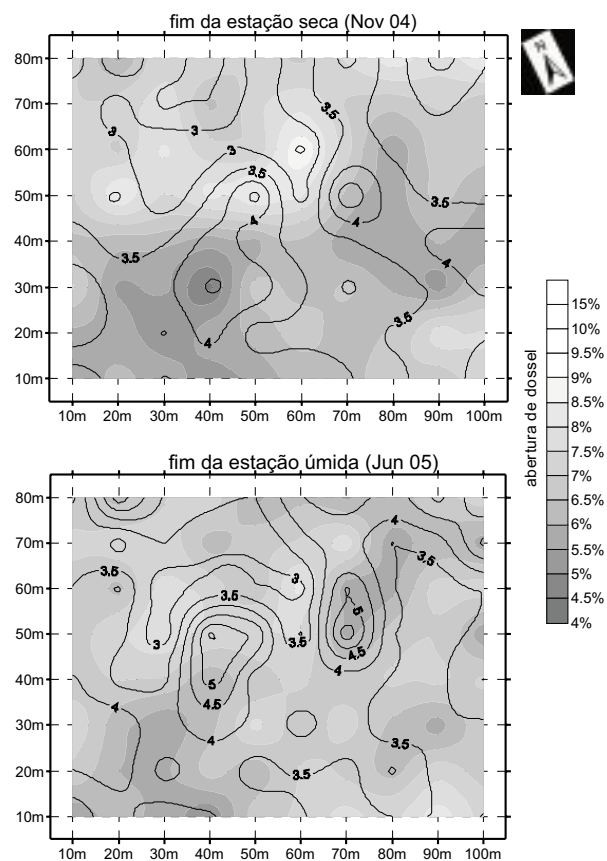 fim da estação seca (Nov 04)
N
80m
70m
60m
50m
40m
30m
20m
10m
3.5
3
3
3
3.5
4
4
3.5
3.5
4
3.5
4
10m 20m 30m 40m 50m 60m 70m 80m 90m 100m
abertura de dossel
15%
10%
9.5%
9%
8.5%
8%
7.5%
7%
6.5%
6%
5.5%
5%
4.5%
4%
fim da estação úmida (Jun 05)
80m
70m
60m
50m
40m
30m
20m
10m
4
3.5
3.5
3
3.5
5
3
3.5
4.5
4
5
4.5
4
4
3.5
3.5
10m 20m 30m 40m 50m 60m 70m 80m 90m 100m